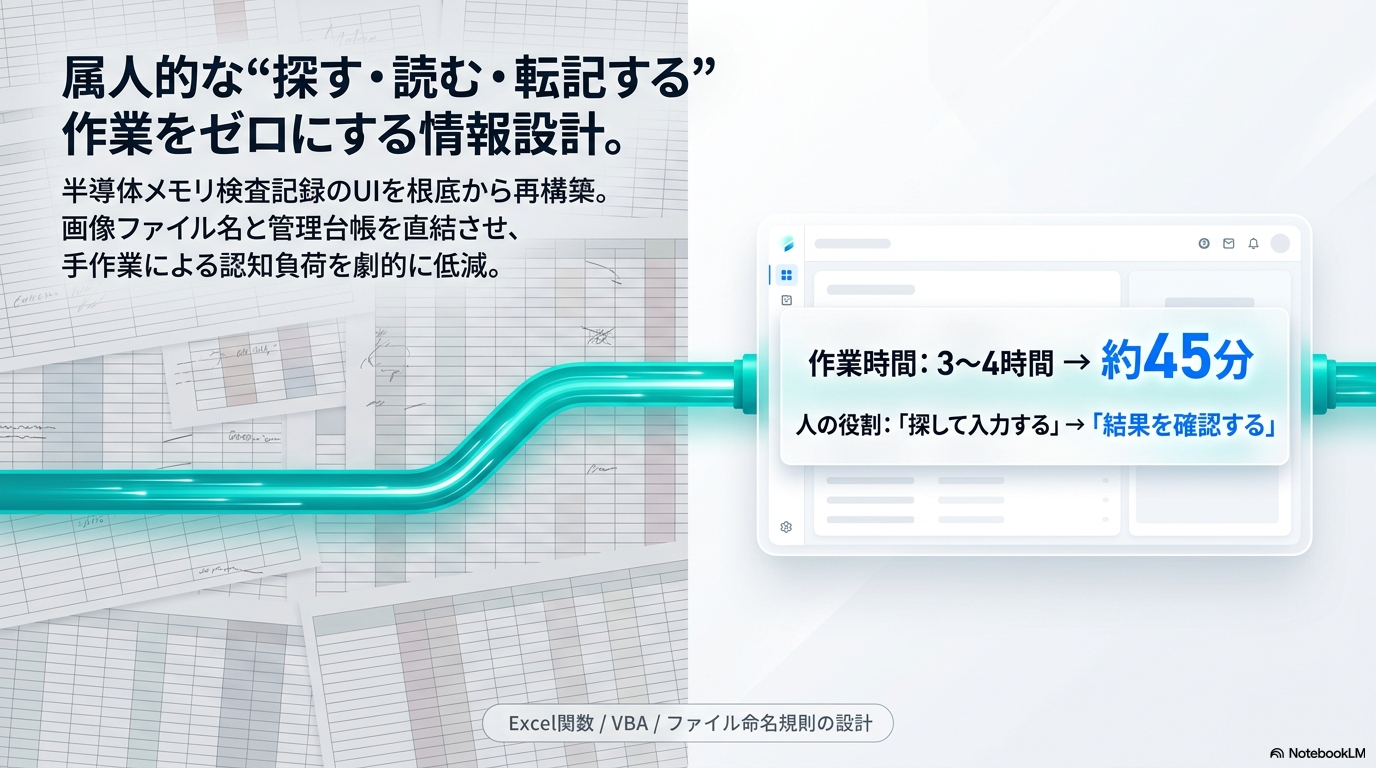 属人的な“探す・読む・転記する”
作業をゼロにする情報設計。
半導体メモリ検査記録のUIを根底から再構築。
画像ファイル名と管理台帳を直結させ、
手作業による認知負荷を劇的に低減。
作業時間：3〜4時間 → 約45分
人の役割：「探して入力する」→「結果を確認する」
Excel関数 / VBA / ファイル命名規則の設計
NotebookLM